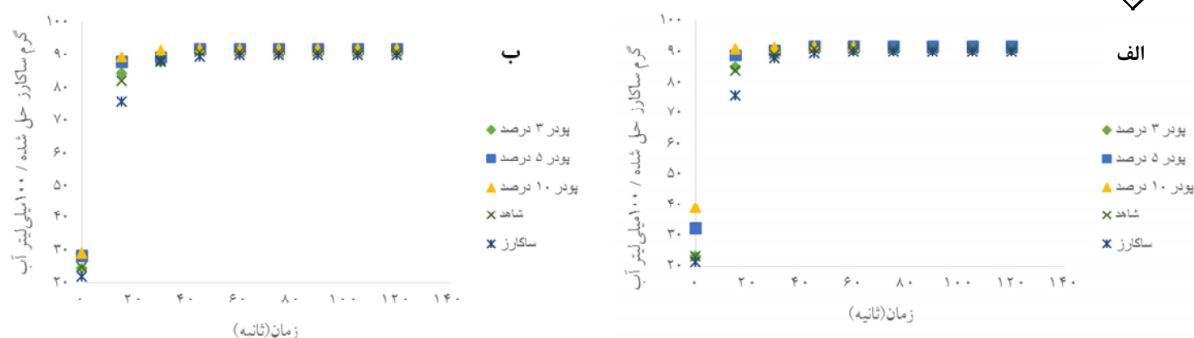 الف
گرم ساکارز حل شده / ۱۰۰میلی‌لیتر آب
۱۰۰
۹۰
۸۰
۷۰
۶۰
۵۰
۴۰
۳۰
۲۰
۰ ۲۰ ۴۰ ۶۰ ۸۰ ۱۰۰ ۱۲۰ ۱۴۰
زمان(ثانیه)
پودر ۳ درصد
پودر ۵ درصد
پودر ۱۰ درصد
شاهد
ساکارز
ب
گرم ساکارز حل شده / ۱۰۰میلی‌لیتر آب
۱۰۰
۹۰
۸۰
۷۰
۶۰
۵۰
۴۰
۳۰
۲۰
۰ ۲۰ ۴۰ ۶۰ ۸۰ ۱۰۰ ۱۲۰ ۱۴۰
زمان(ثانیه)
پودر ۳ درصد
پودر ۵ درصد
پودر ۱۰ درصد
شاهد
ساکارز